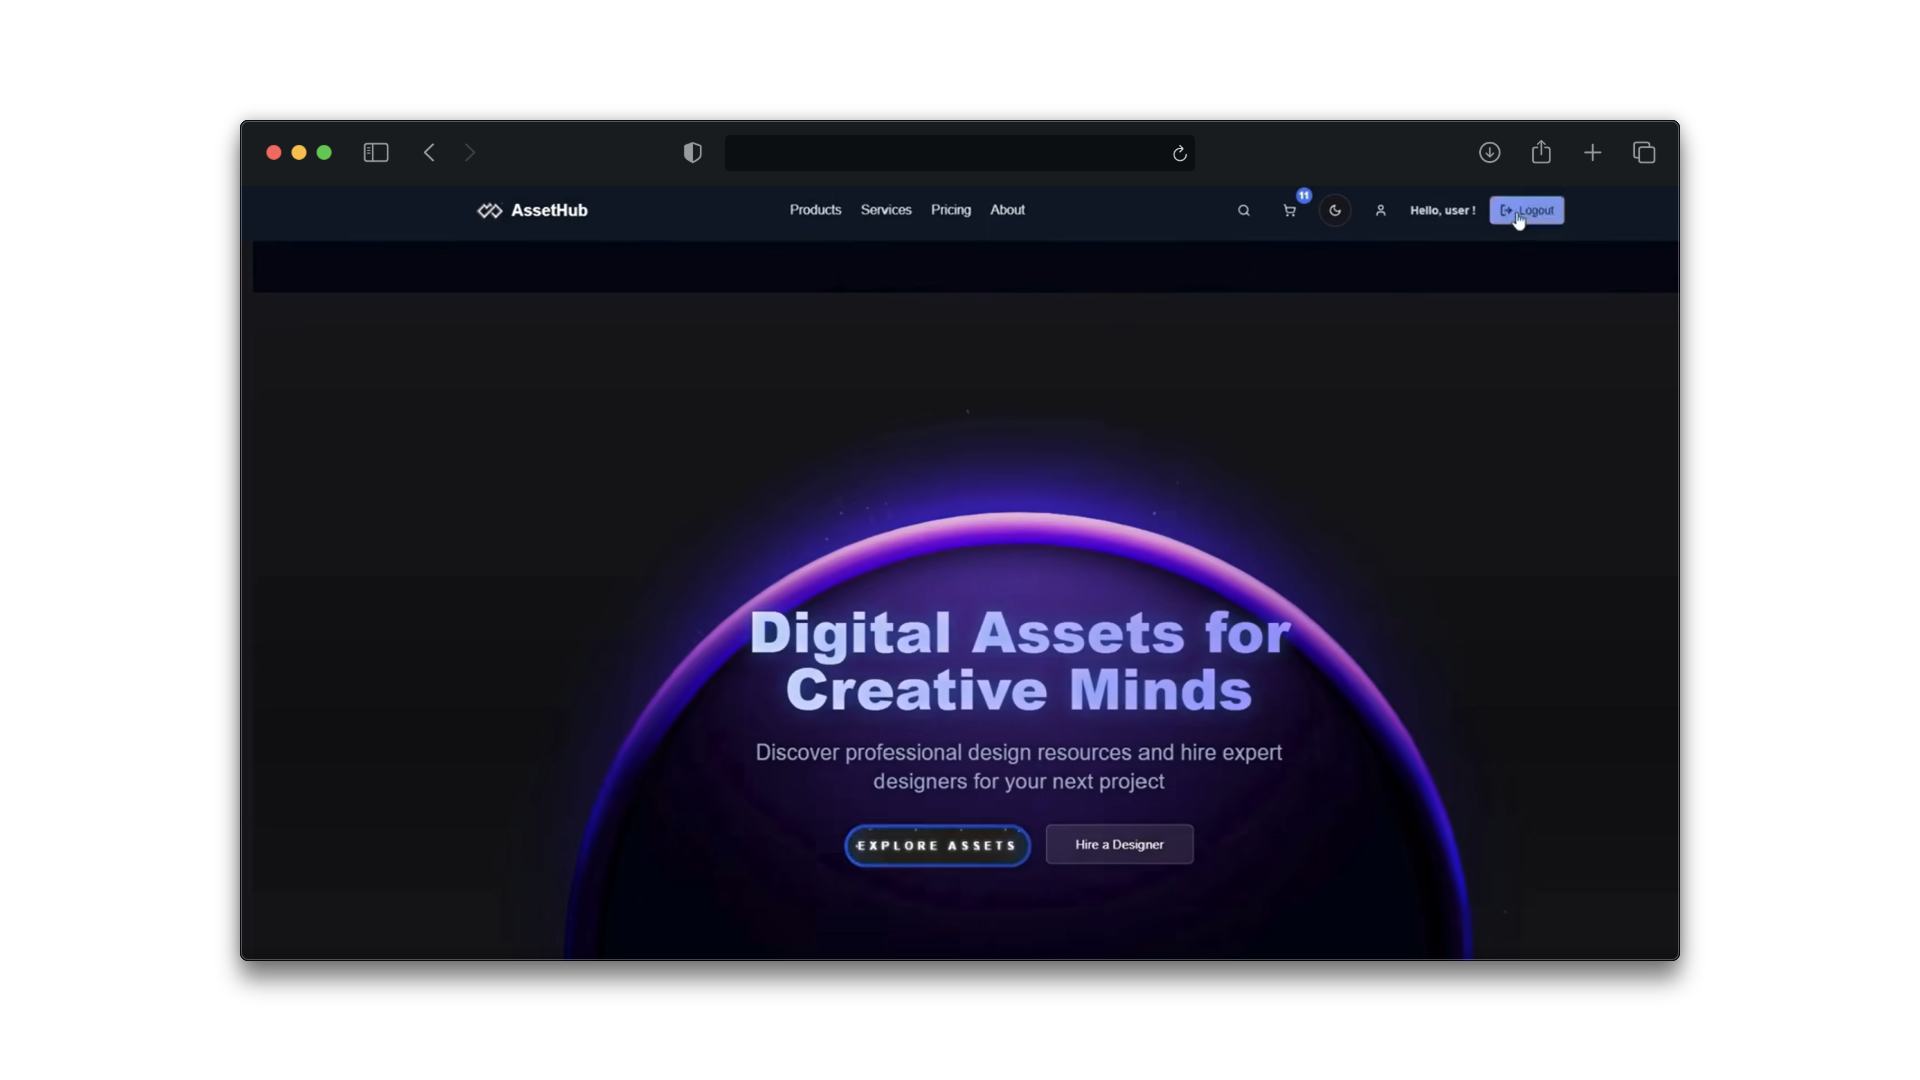 AssetHub
Products Services Pricing About
11
Hello, user !
Logout
Digital Assets for
Creative Minds
Discover professional design resources and hire expert
designers for your next project
EXPLORE ASSETS
Hire a Designer